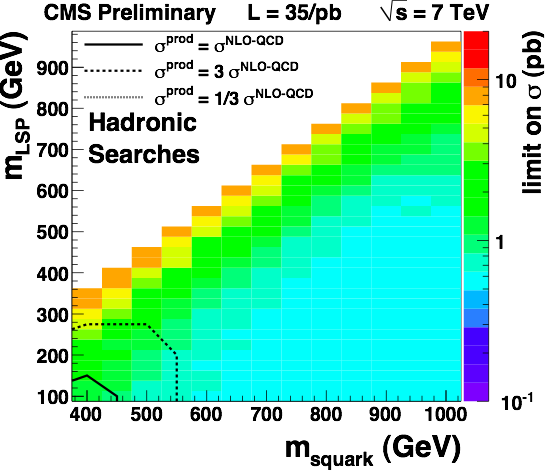 CMS Preliminary L = 35/pb √s = 7 TeV
σprod = σNLO-QCD
σprod = 3 σNLO-QCD
σprod = 1/3 σNLO-QCD
Hadronic
Searches
mLSP (GeV)
900
800
700
600
500
400
300
200
100
400 500 600 700 800 900 1000
msquark (GeV)
10
1
10-1
limit on σ (pb)